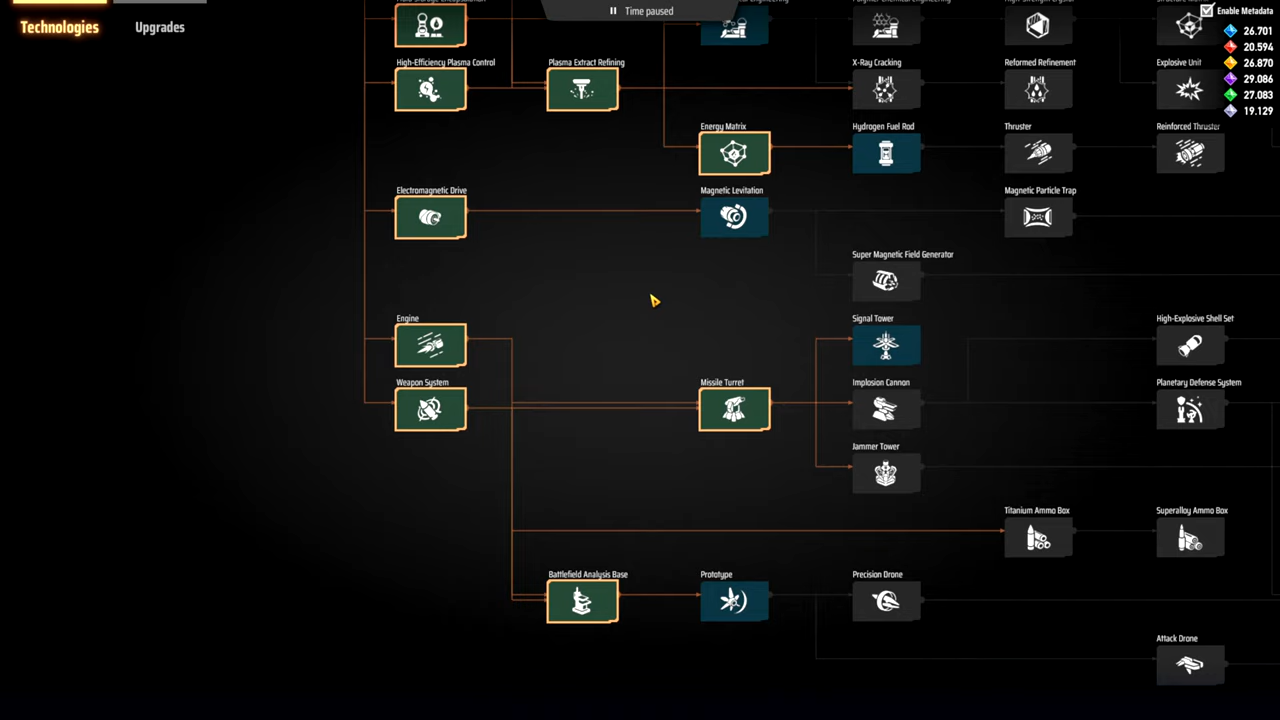 Time paused
Enable Metadata
Technologies
Upgrades
26.701
20.594
26.870
29.086
27.083
19.129
High-Efficiency Plasma Control
Plasma Extract Refining
X-Ray Cracking
Reformed Refinement
Explosive Unit
Energy Matrix
Hydrogen Fuel Rod
Thruster
Reinforced Thruster
Electromagnetic Drive
Magnetic Levitation
Magnetic Particle Trap
Super Magnetic Field Generator
Engine
Signal Tower
High-Explosive Shell Set
Weapon System
Missile Turret
Implosion Cannon
Planetary Defense System
Jammer Tower
Titanium Ammo Box
Superalloy Ammo Box
Battlefield Analysis Base
Prototype
Precision Drone
Attack Drone